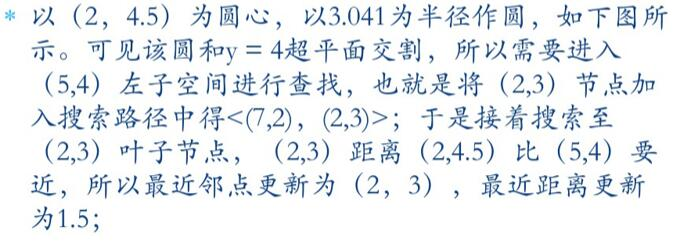 * 以（2，4.5）为圆心，以3.041为半径作圆，如下图所
示。可见该圆和y = 4超平面交割，所以需要进入
（5,4）左子空间进行查找，也就是将（2,3）节点加
入搜索路径中得<(7,2)，(2,3)>；于是接着搜索至
（2,3）叶子节点，（2,3）距离（2,4.5）比（5,4）要
近，所以最近邻点更新为（2，3），最近距离更新
为1.5；